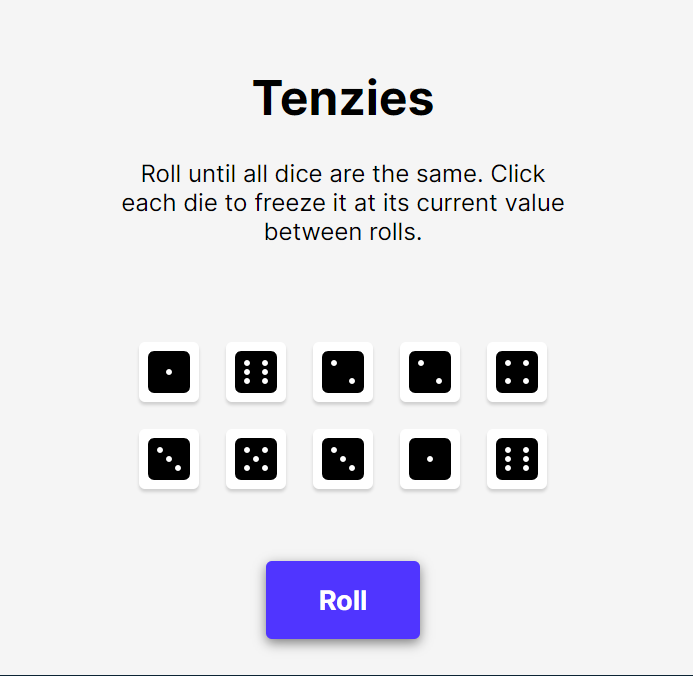 Tenzies
Roll until all dice are the same. Click
each die to freeze it at its current value
between rolls.
Roll